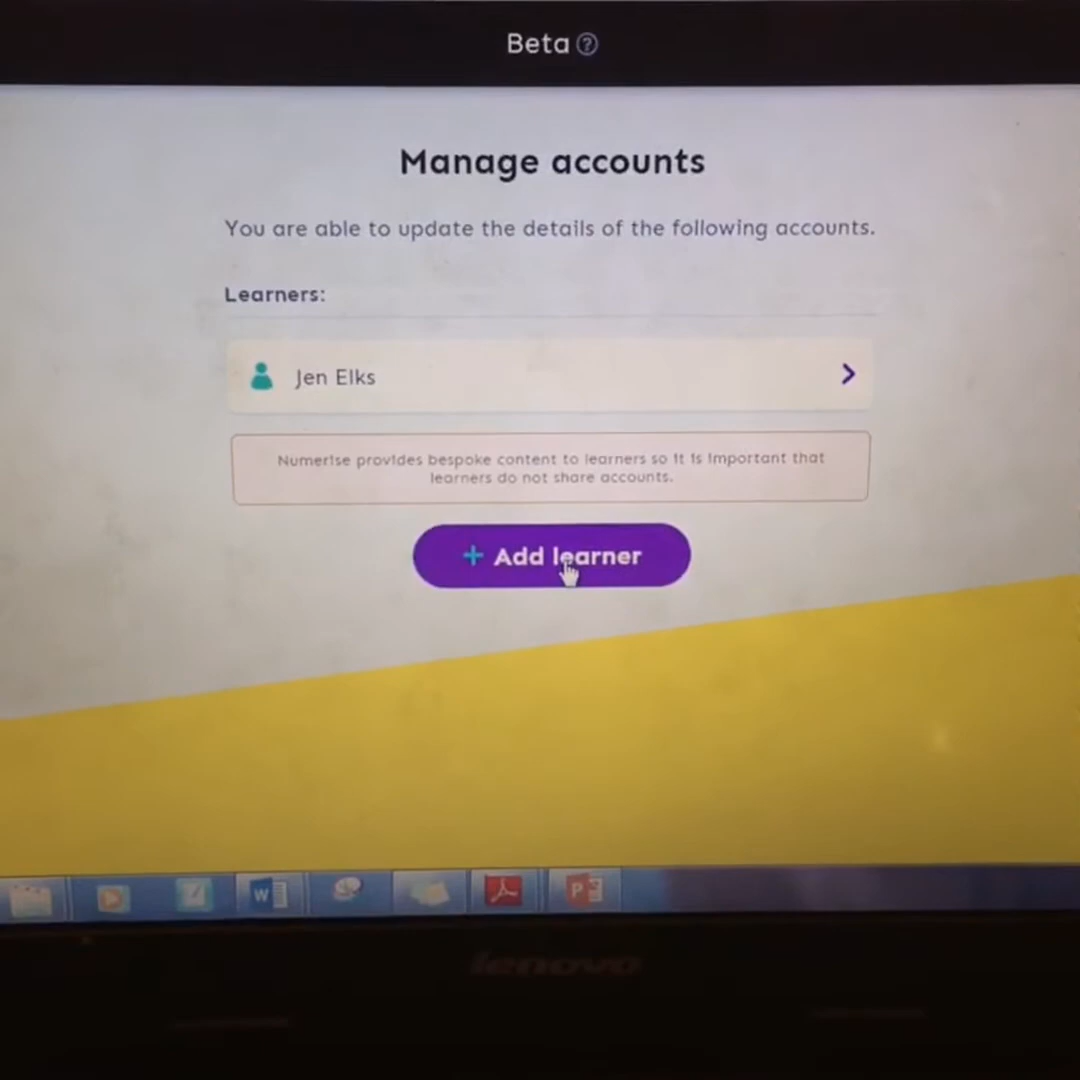 Beta ?
Manage accounts
You are able to update the details of the following accounts.
Learners:
Jen Elks
Numerise provides bespoke content to learners so it is important that
learners do not share accounts.
+ Add learner
W
P
lenovo